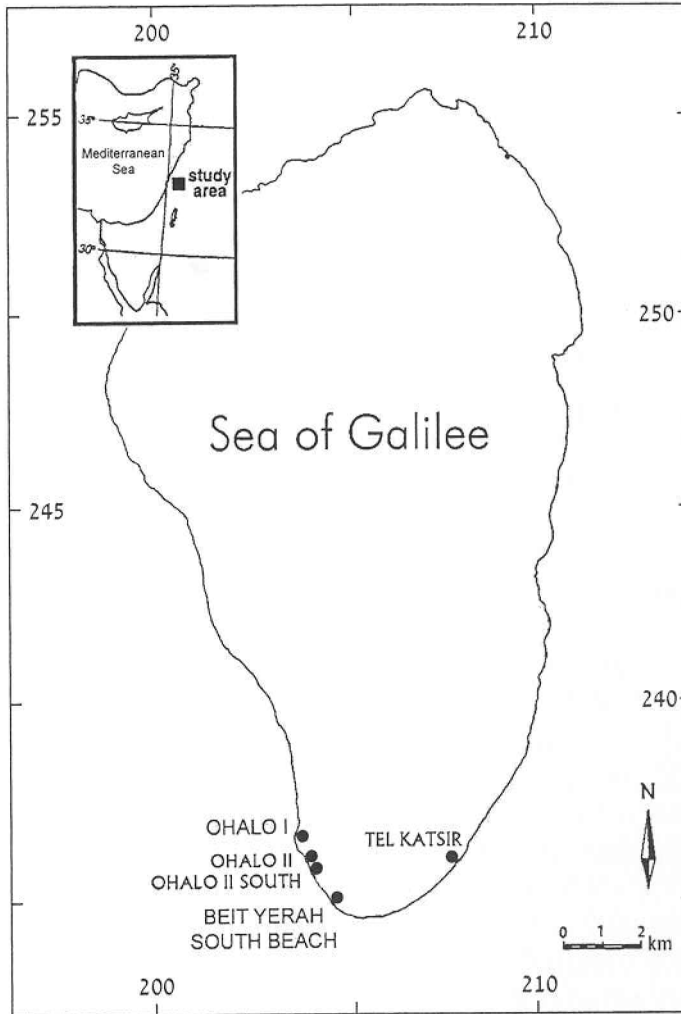 200
210
255
35°
35°
Mediterranean
Sea
study
area
30°
250
Sea of Galilee
245
240
N
OHALO I
TEL KATSIR
OHALO II
OHALO II SOUTH
BEIT YERAH
SOUTH BEACH
0 1 2
km
200
210